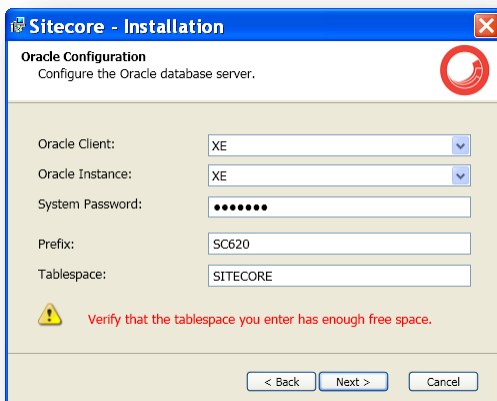 Sitecore - Installation
Oracle Configuration
Configure the Oracle database server.
Oracle Client: XE
Oracle Instance: XE
System Password: ●●●●●●●
Prefix: SC620
Tablespace: SITECORE
Verify that the tablespace you enter has enough free space.
< Back Next > Cancel